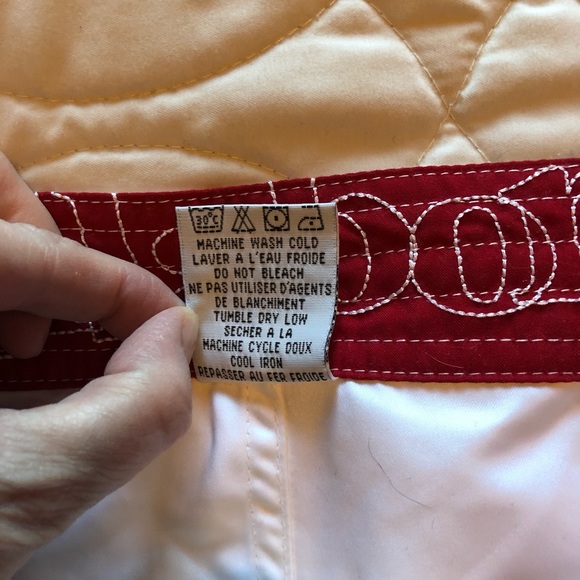 30°C
MACHINE WASH COLD
LAVER A L'EAU FROIDE
DO NOT BLEACH
NE PAS UTILISER D'AGENTS
DE BLANCHIMENT
TUMBLE DRY LOW
SECHER A LA
MACHINE CYCLE DOUX
COOL IRON
REPASSER AU FER FROIDE